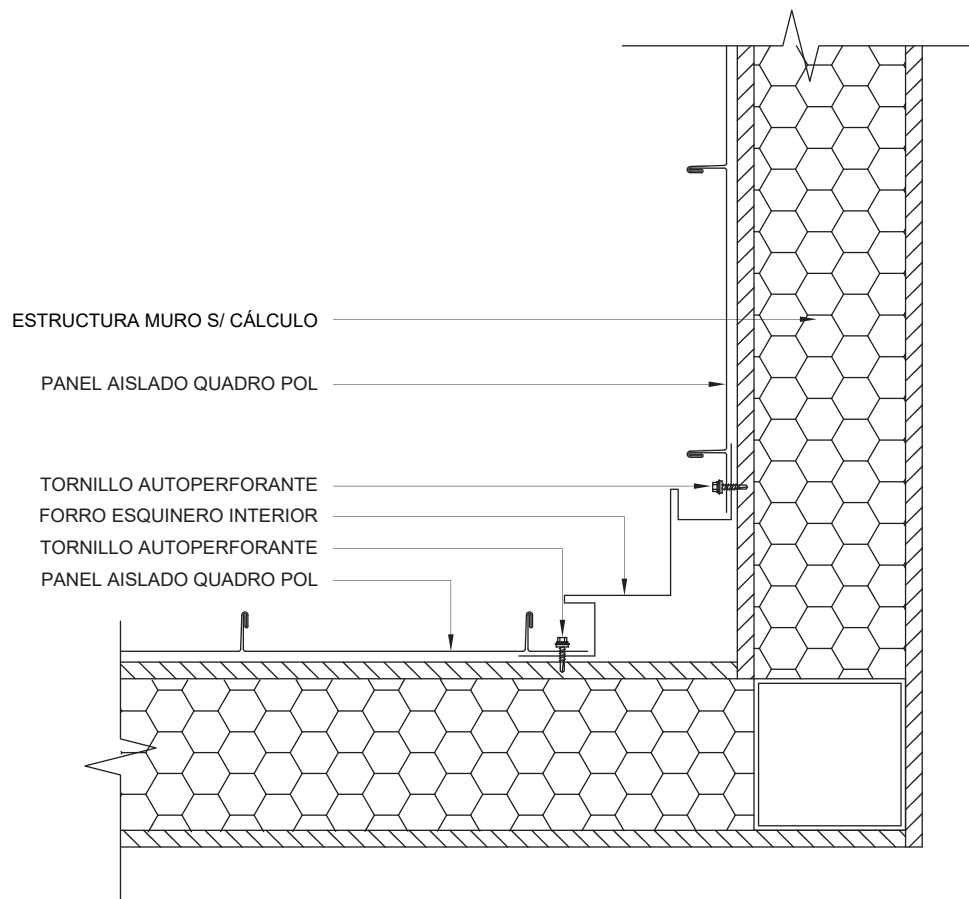 ESTRUCTURA MURO S/ CÁLCULO
PANEL AISLADO QUADRO POL
TORNILLO AUTOPERFORANTE
FORRO ESQUINERO INTERIOR
TORNILLO AUTOPERFORANTE
PANEL AISLADO QUADRO POL